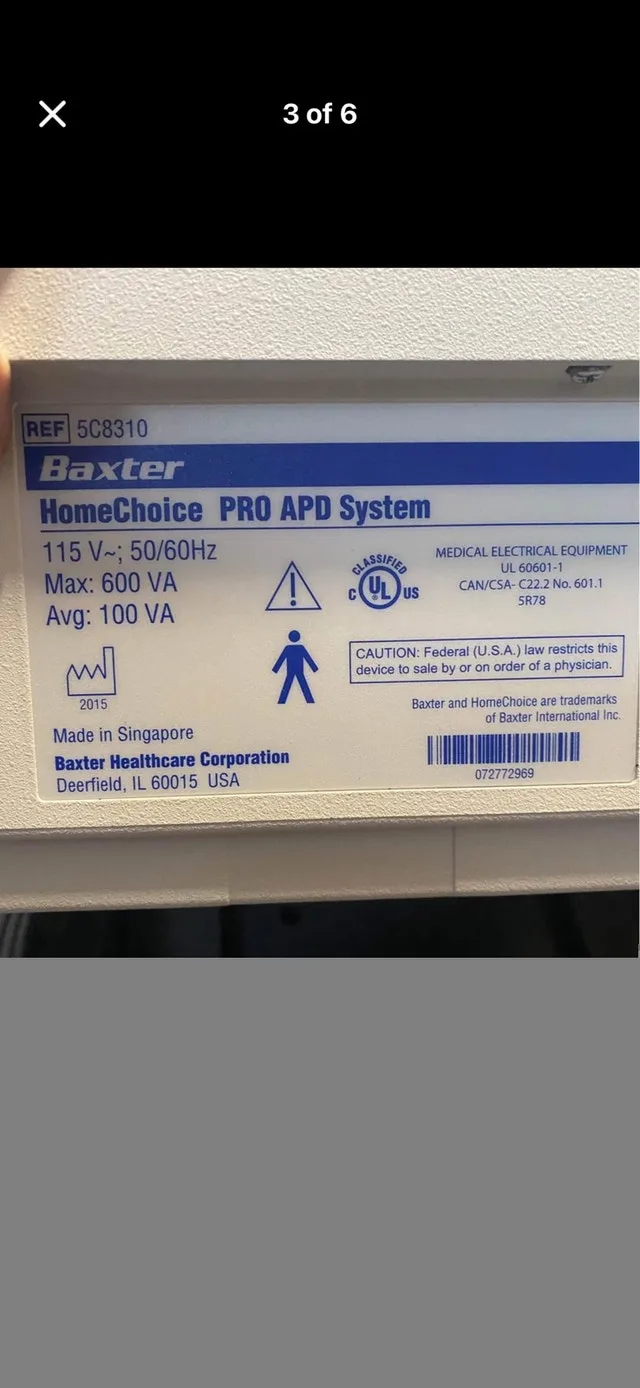 3 of 6
REF 5C8310
Baxter
HomeChoice PRO APD System
115 V~; 50/60Hz
Max: 600 VA
Avg: 100 VA
CLASSIFIED
C UL US
®
MEDICAL ELECTRICAL EQUIPMENT
UL 60601-1
CAN/CSA- C22.2 No. 601.1
5R78
CAUTION: Federal (U.S.A.) law restricts this
device to sale by or on order of a physician.
2015
Baxter and HomeChoice are trademarks
of Baxter International Inc.
Made in Singapore
Baxter Healthcare Corporation
Deerfield, IL 60015 USA
072772969